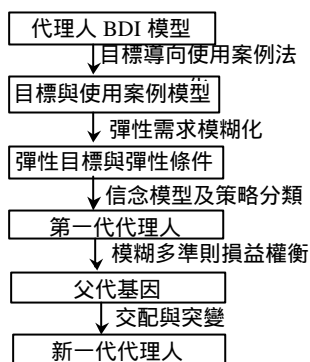 代理人 BDI 模型
目標導向使用案例法
目標與使用案例模型
彈性需求模糊化
彈性目標與彈性條件
信念模型及策略分類
第一代代理人
模糊多準則損益權衡
父代基因
交配與突變
新一代代理人